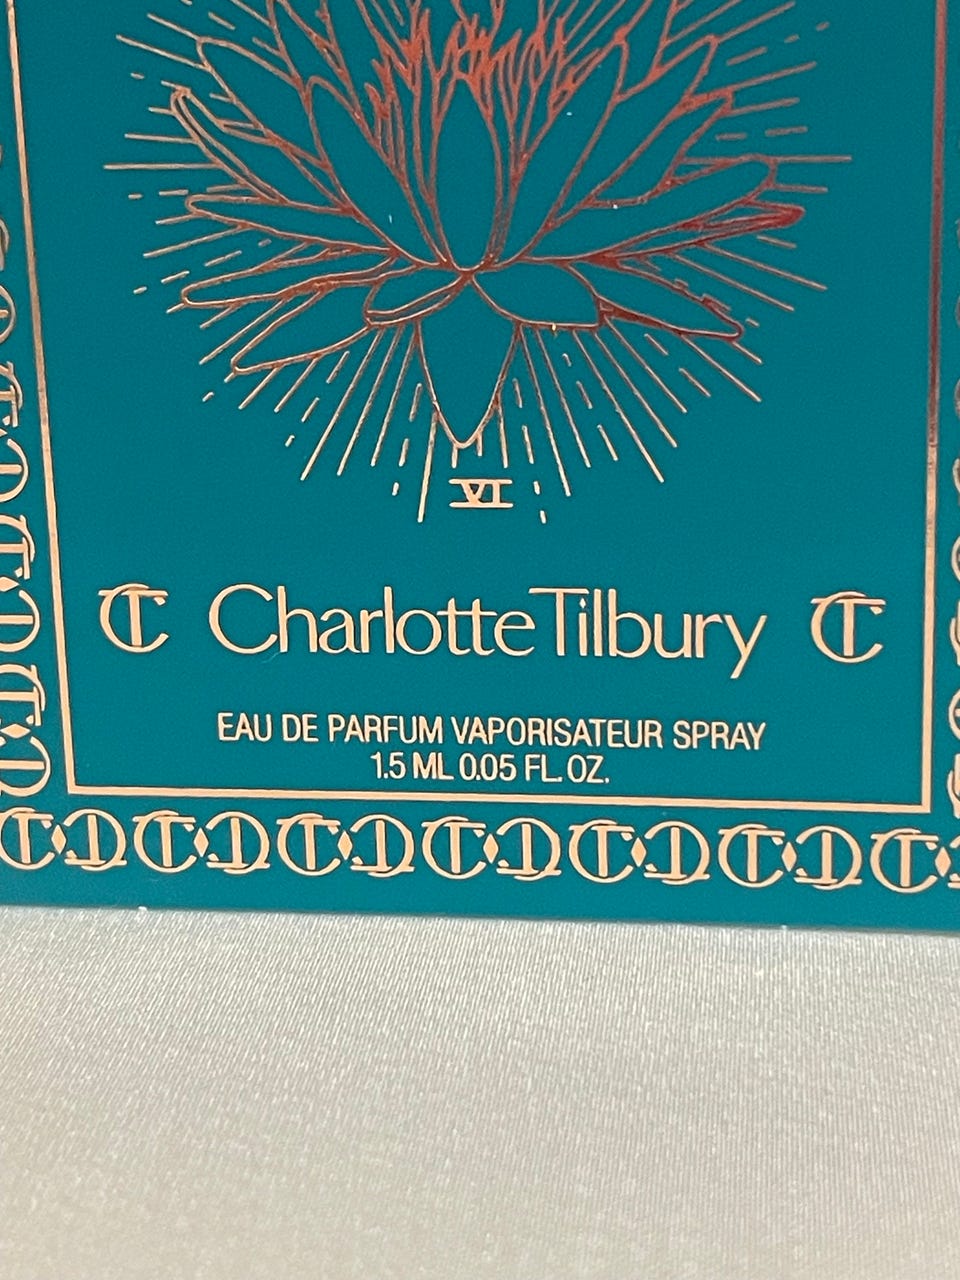 VI
CT CharlotteTilbury CT
EAU DE PARFUM VAPORISATEUR SPRAY
1.5 ML 0.05 FL. OZ.